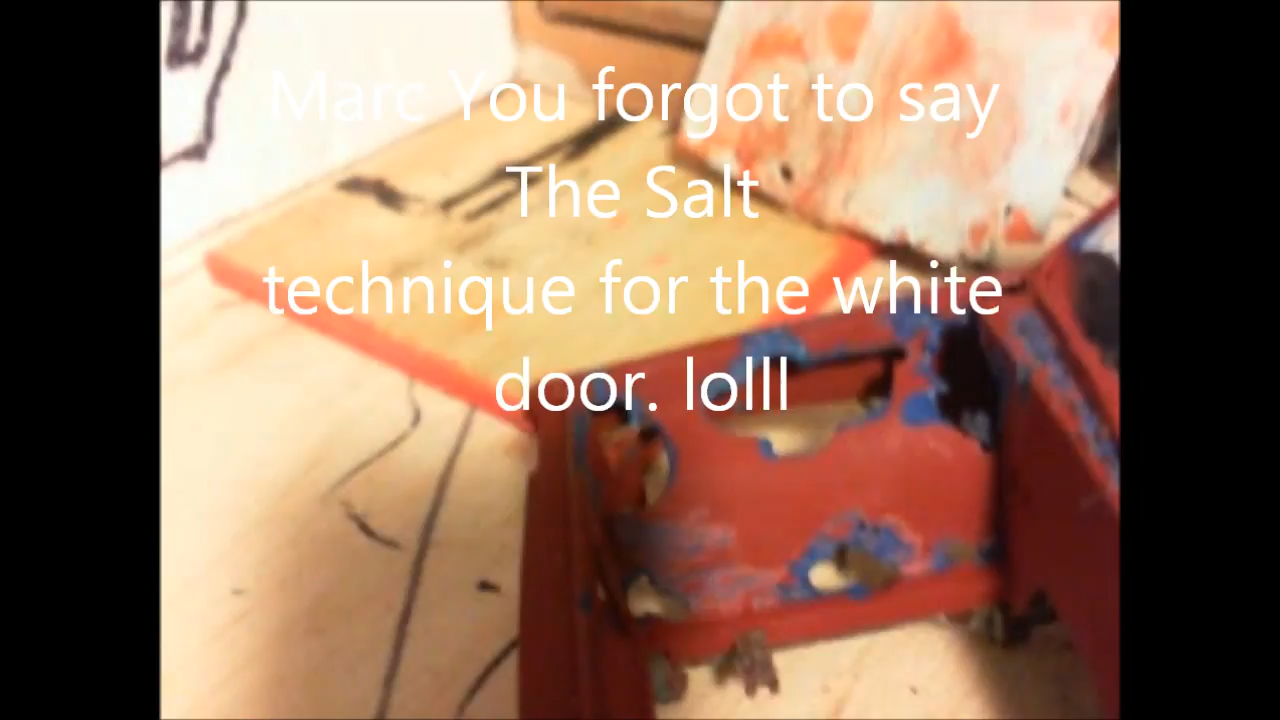 Marc You forgot to say
The Salt
technique for the white
door. lolll